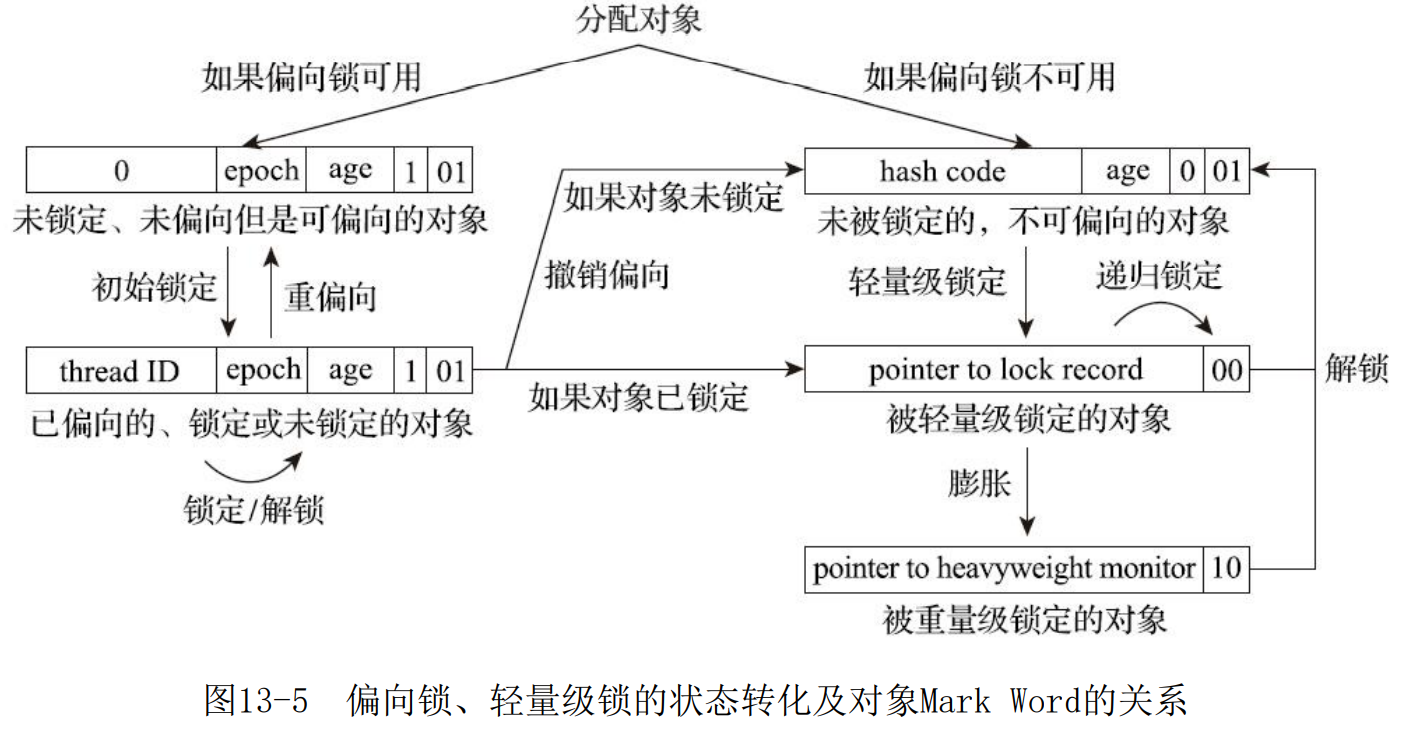 分配对象
如果偏向锁可用
如果偏向锁不可用
0 epoch age 1 01
未锁定、未偏向但是可偏向的对象
hash code age 0 01
未被锁定的，不可偏向的对象
如果对象未锁定
撤销偏向
初始锁定
重偏向
轻量级锁定
递归锁定
thread ID epoch age 1 01
已偏向的、锁定或未锁定的对象
锁定/解锁
如果对象已锁定
pointer to lock record 00
被轻量级锁定的对象
解锁
膨胀
pointer to heavyweight monitor 10
被重量级锁定的对象
图13-5 偏向锁、轻量级锁的状态转化及对象Mark Word的关系